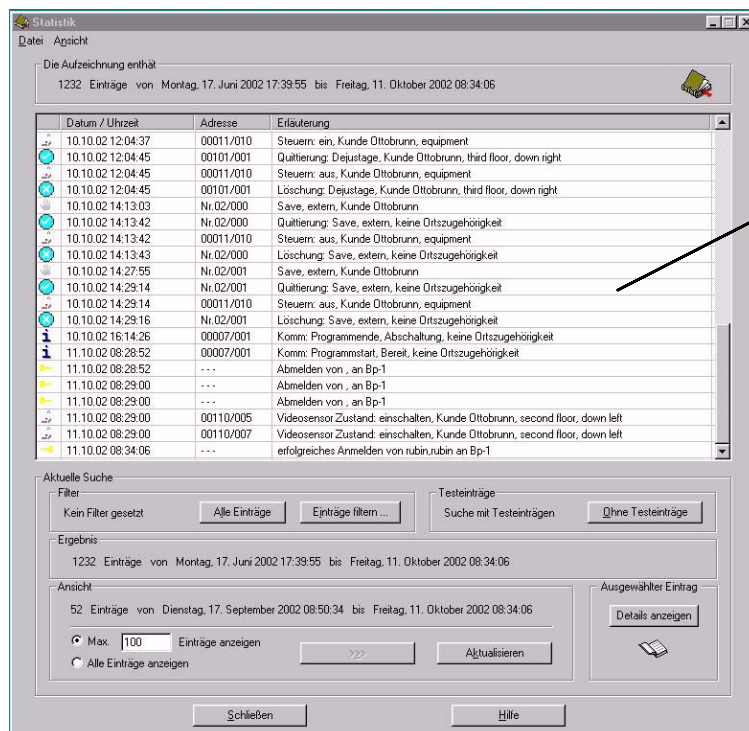 Statistik
Datei Ansicht
Die Aufzeichnung enthät
1232 Einträge von Montag, 17. Juni 2002 17:39:55 bis Freitag, 11. Oktober 2002 08:34:06
Datum / Uhrzeit Adresse Erläuterung
10.10.02 12:04:37 00011/010 Steuern: ein, Kunde Ottobrunn, equipment
10.10.02 12:04:45 00101/001 Quittierung: Dejustage, Kunde Ottobrunn, third floor, down right
10.10.02 12:04:45 00011/010 Steuern: aus, Kunde Ottobrunn, equipment
10.10.02 12:04:45 00101/001 Löschung: Dejustage, Kunde Ottobrunn, third floor, down right
10.10.02 14:13:03 Nr.02/000 Save, extern, Kunde Ottobrunn
10.10.02 14:13:42 Nr.02/000 Quittierung: Save, extern, keine Ortszugehörigkeit
10.10.02 14:13:42 00011/010 Steuern: aus, Kunde Ottobrunn, equipment
10.10.02 14:13:43 Nr.02/000 Löschung: Save, extern, keine Ortszugehörigkeit
10.10.02 14:27:55 Nr.02/001 Save, extern, Kunde Ottobrunn
10.10.02 14:29:14 Nr.02/001 Quittierung: Save, extern, keine Ortszugehörigkeit
10.10.02 14:29:14 00011/010 Steuern: aus, Kunde Ottobrunn, equipment
10.10.02 14:29:16 Nr.02/001 Löschung: Save, extern, keine Ortszugehörigkeit
10.10.02 16:14:26 00007/001 Komm: Programmende, Abschaltung, keine Ortszugehörigkeit
11.10.02 08:28:52 00007/001 Komm: Programmstart, Bereit, keine Ortszugehörigkeit
11.10.02 08:28:52 - - - Abmelden von , an Bp-1
11.10.02 08:29:00 - - - Abmelden von , an Bp-1
11.10.02 08:29:00 - - - Abmelden von , an Bp-1
11.10.02 08:29:00 00110/005 Videosensor Zustand: einschalten, Kunde Ottobrunn, second floor, down left
11.10.02 08:29:00 00110/007 Videosensor Zustand: einschalten, Kunde Ottobrunn, second floor, down left
11.10.02 08:34:06 - - - erfolgreiches Anmelden von rubin,rubin an Bp-1
Aktuelle Suche
Filter Testeinträge
Kein Filter gesetzt Alle Einträge Einträge filtern ... Suche mit Testeinträgen Ohne Testeinträge
Ergebnis
1232 Einträge von Montag, 17. Juni 2002 17:39:55 bis Freitag, 11. Oktober 2002 08:34:06
Ansicht Ausgewählter Eintrag
52 Einträge von Dienstag, 17. September 2002 08:50:34 bis Freitag, 11. Oktober 2002 08:34:06 Details anzeigen
Max. 100 Einträge anzeigen >>> Aktualisieren
Alle Einträge anzeigen
Schließen Hilfe